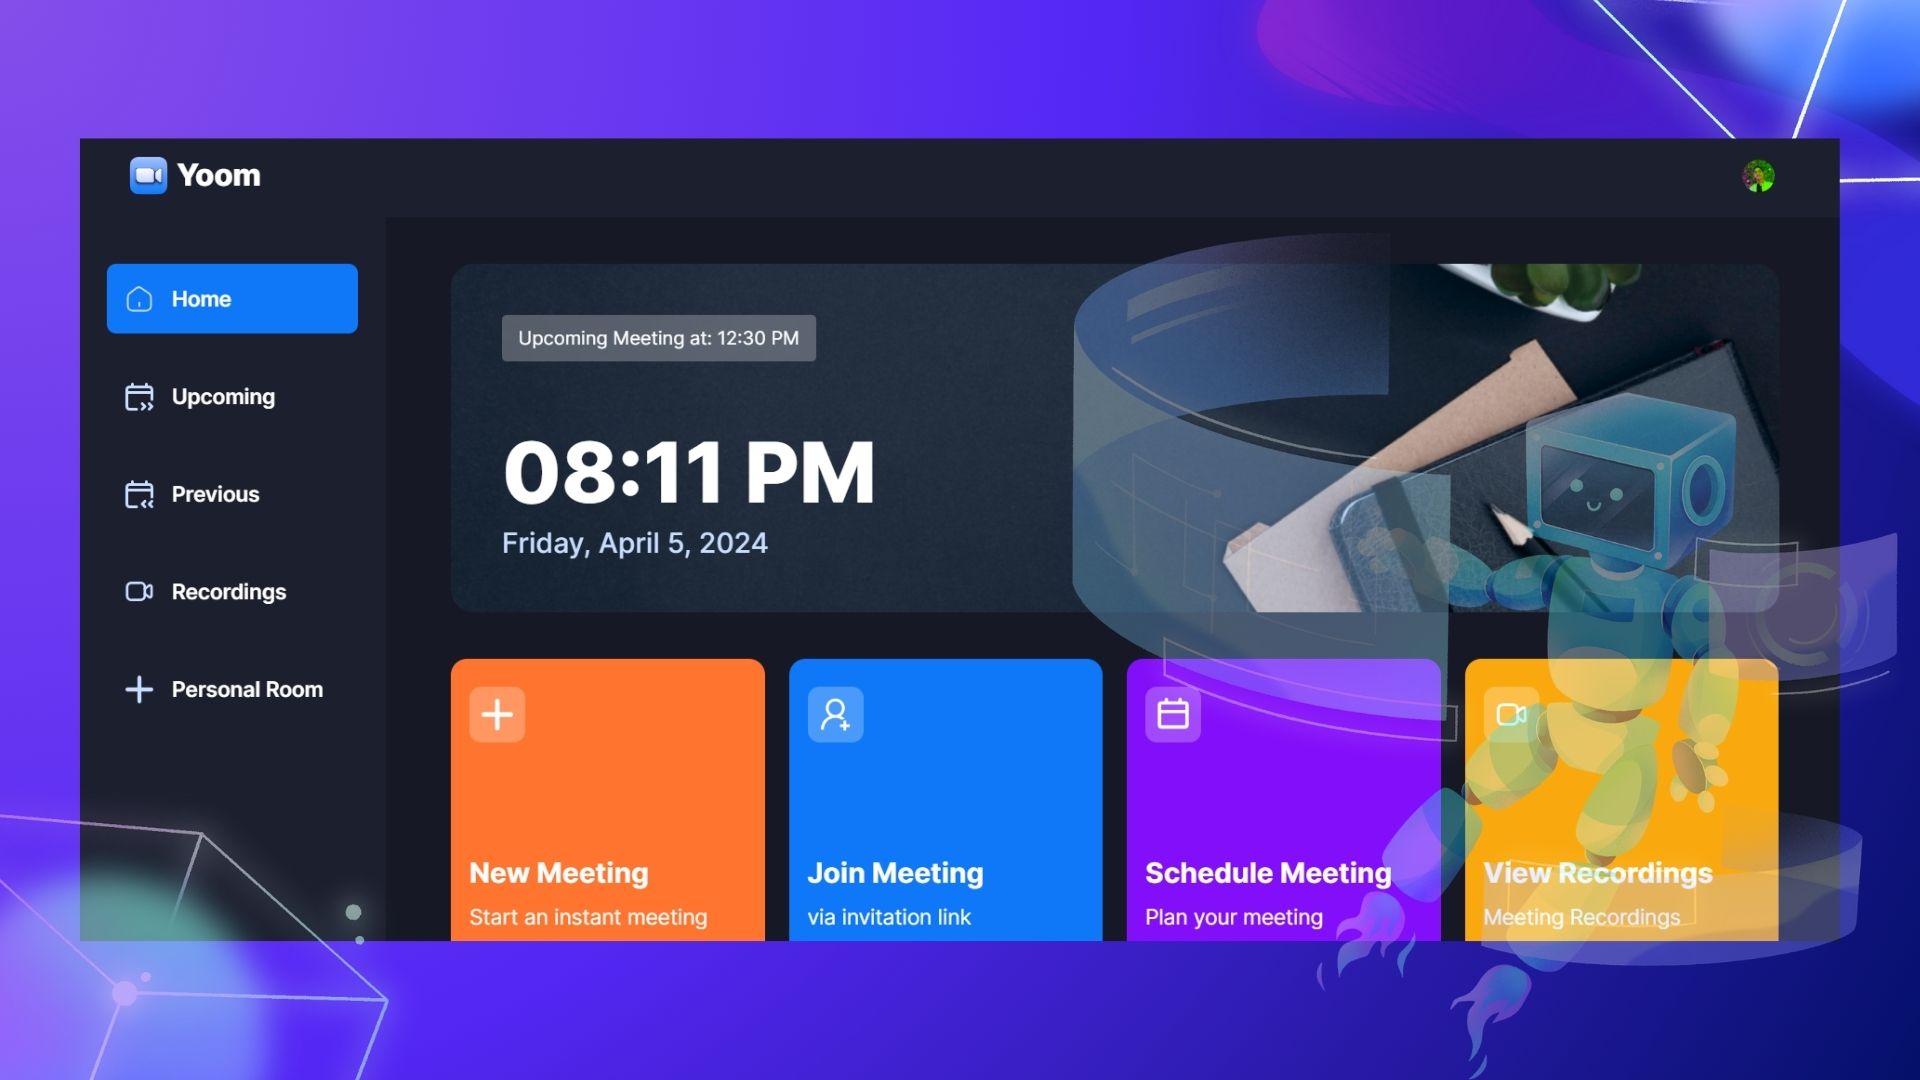 Yoom
Home
Upcoming
Previous
Recordings
Personal Room
Upcoming Meeting at: 12:30 PM
08:11 PM
Friday, April 5, 2024
New Meeting
Start an instant meeting
Join Meeting
via invitation link
Schedule Meeting
Plan your meeting
View Recordings
Meeting Recordings